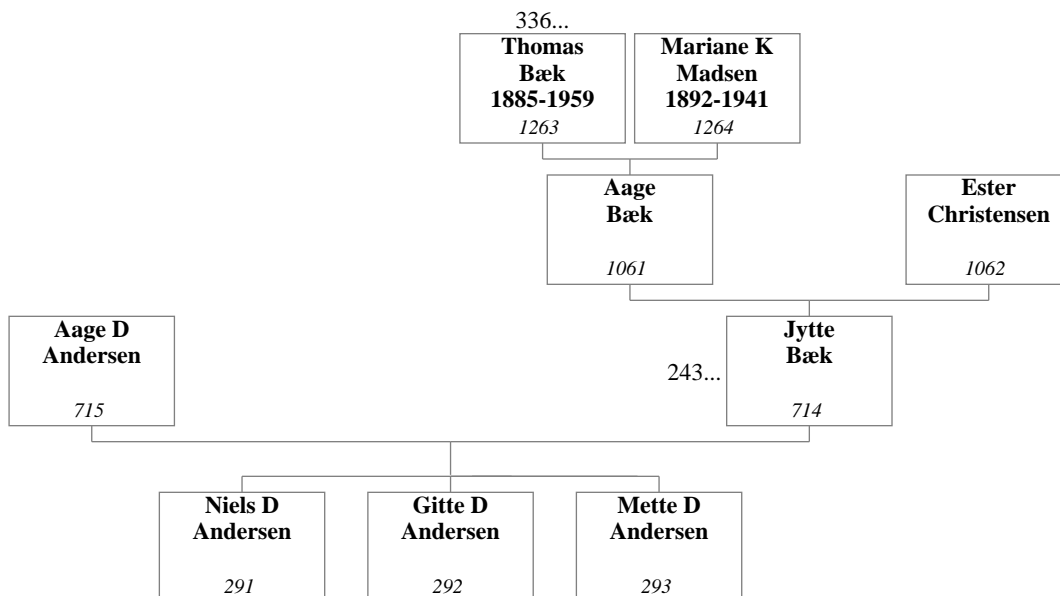 336...
Thomas
Bæk
1885-1959
1263
Mariane K
Madsen
1892-1941
1264
Aage
Bæk
1061
Ester
Christensen
1062
Aage D
Andersen
715
243...
Jytte
Bæk
714
Niels D
Andersen
291
Gitte D
Andersen
292
Mette D
Andersen
293